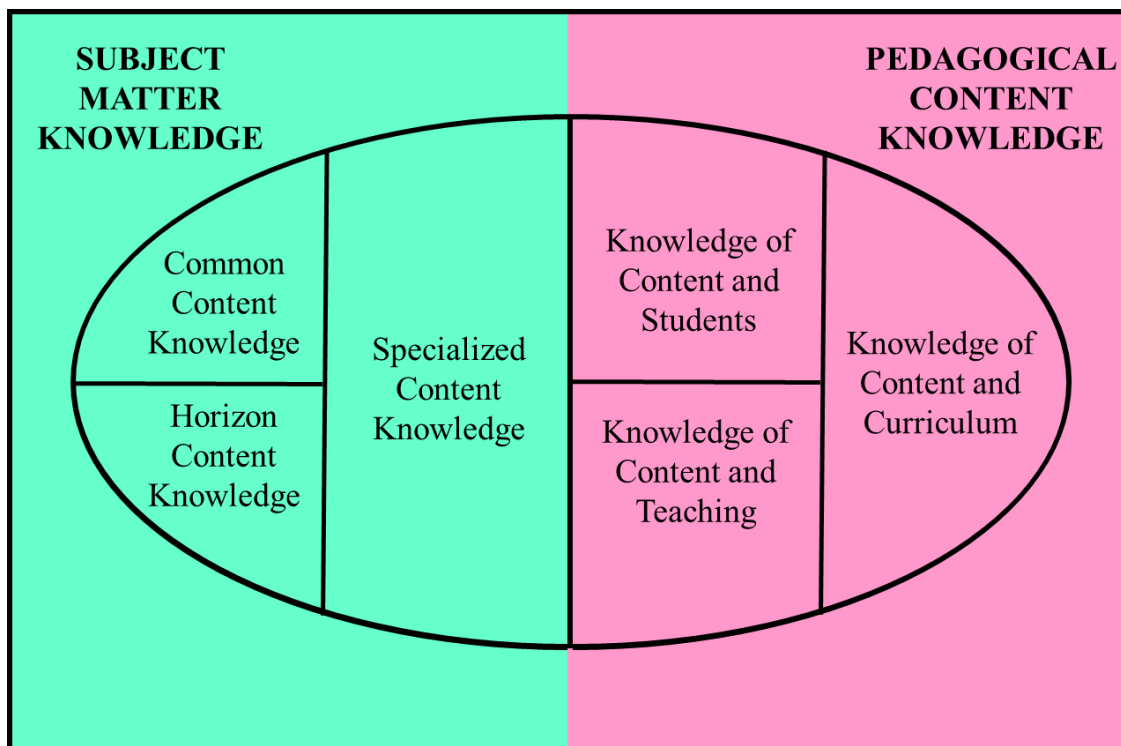 SUBJECT
MATTER
KNOWLEDGE
PEDAGOGICAL
CONTENT
KNOWLEDGE
Common
Content
Knowledge
Horizon
Content
Knowledge
Specialized
Content
Knowledge
Knowledge of
Content and
Students
Knowledge of
Content and
Teaching
Knowledge of
Content and
Curriculum